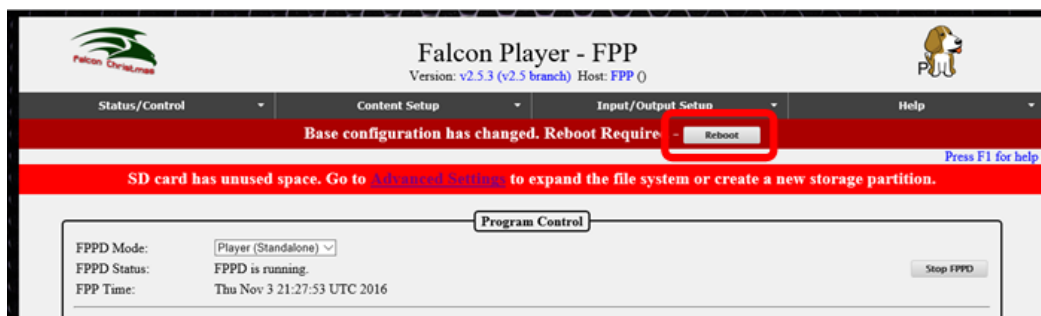 Falcon Christmas
Falcon Player - FPP
Version: v2.5.3 (v2.5 branch) Host: FPP ()
Status/Control Content Setup Input/Output Setup Help
Base configuration has changed. Reboot Required - Reboot
Press F1 for help
SD card has unused space. Go to Advanced Settings to expand the file system or create a new storage partition.
Program Control
FPPD Mode: Player (Standalone)
FPPD Status: FPPD is running. Stop FPPD
FPP Time: Thu Nov 3 21:27:53 UTC 2016